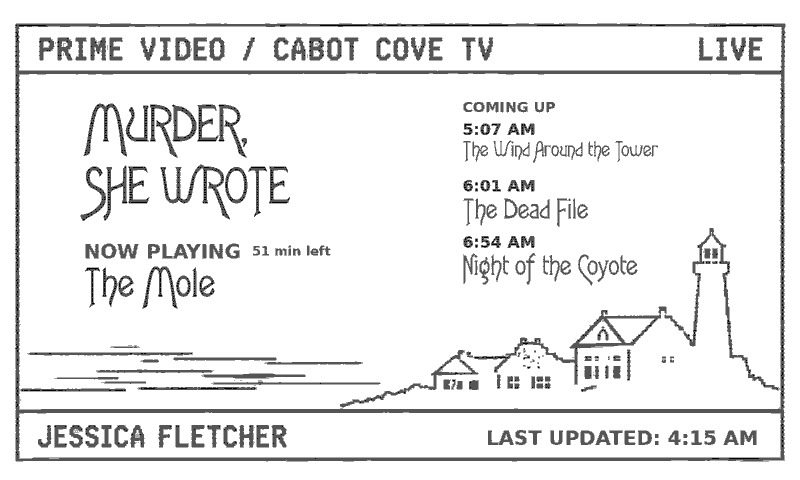 PRIME VIDEO / CABOT COVE TV
LIVE
MURDER,
SHE WROTE
NOW PLAYING 51 min left
The Mole
COMING UP
5:07 AM
The Wind Around the Tower
6:01 AM
The Dead File
6:54 AM
Night of the Coyote
JESSICA FLETCHER
LAST UPDATED: 4:15 AM